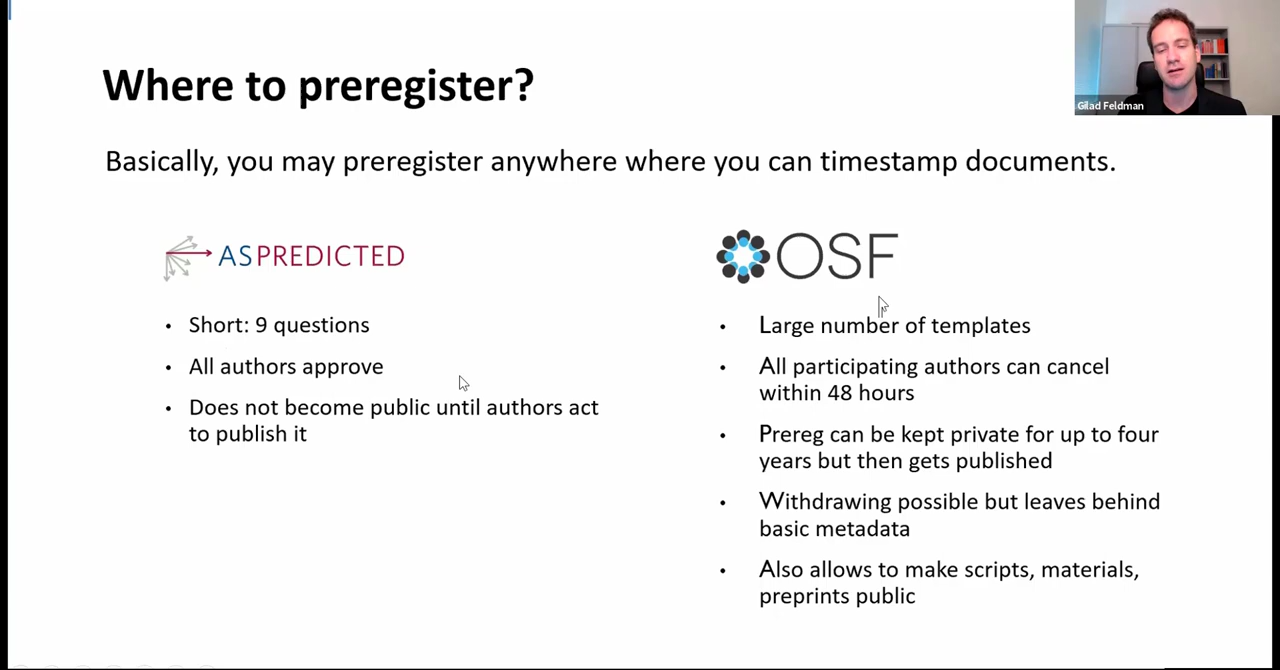 Where to preregister?
Gilad Feldman
Basically, you may preregister anywhere where you can timestamp documents.
ASPREDICTED
Short: 9 questions
All authors approve
Does not become public until authors act
to publish it
OSF
Large number of templates
All participating authors can cancel
within 48 hours
Prereg can be kept private for up to four
years but then gets published
Withdrawing possible but leaves behind
basic metadata
Also allows to make scripts, materials,
preprints public